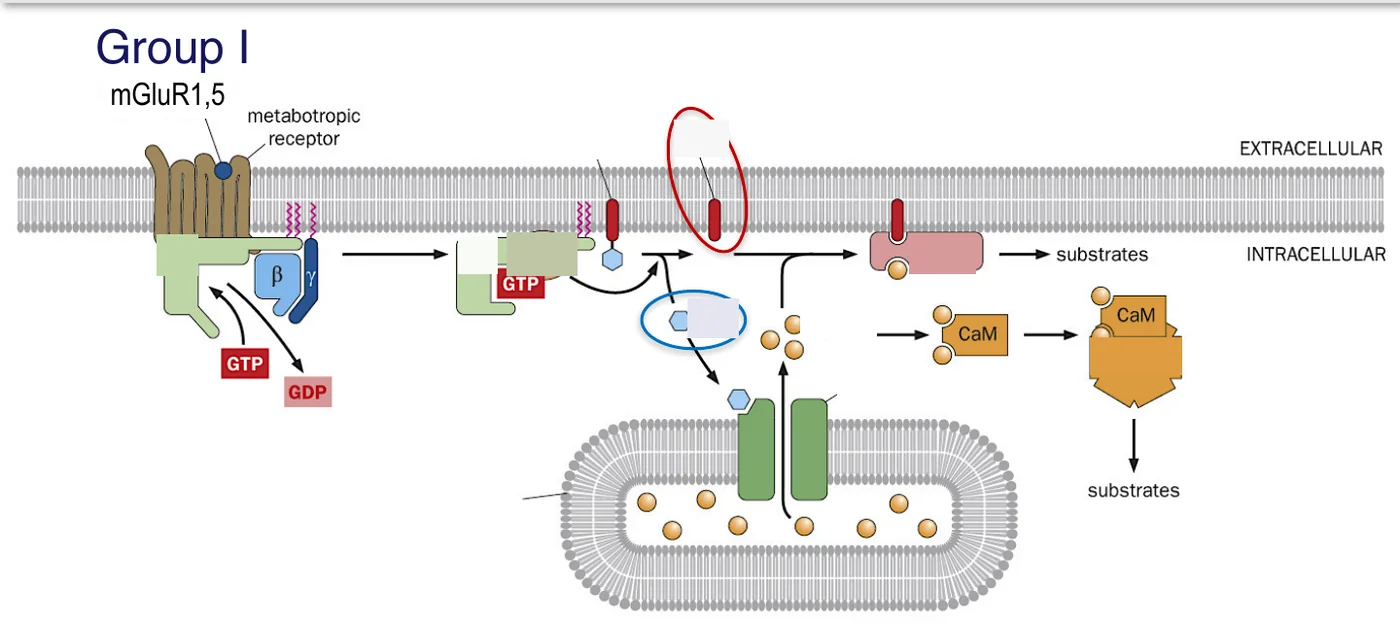 Group I
mGluR1,5
metabotropic
receptor
EXTRACELLULAR
INTRACELLULAR
β
γ
GTP
GDP
GTP
substrates
CaM
CaM
substrates